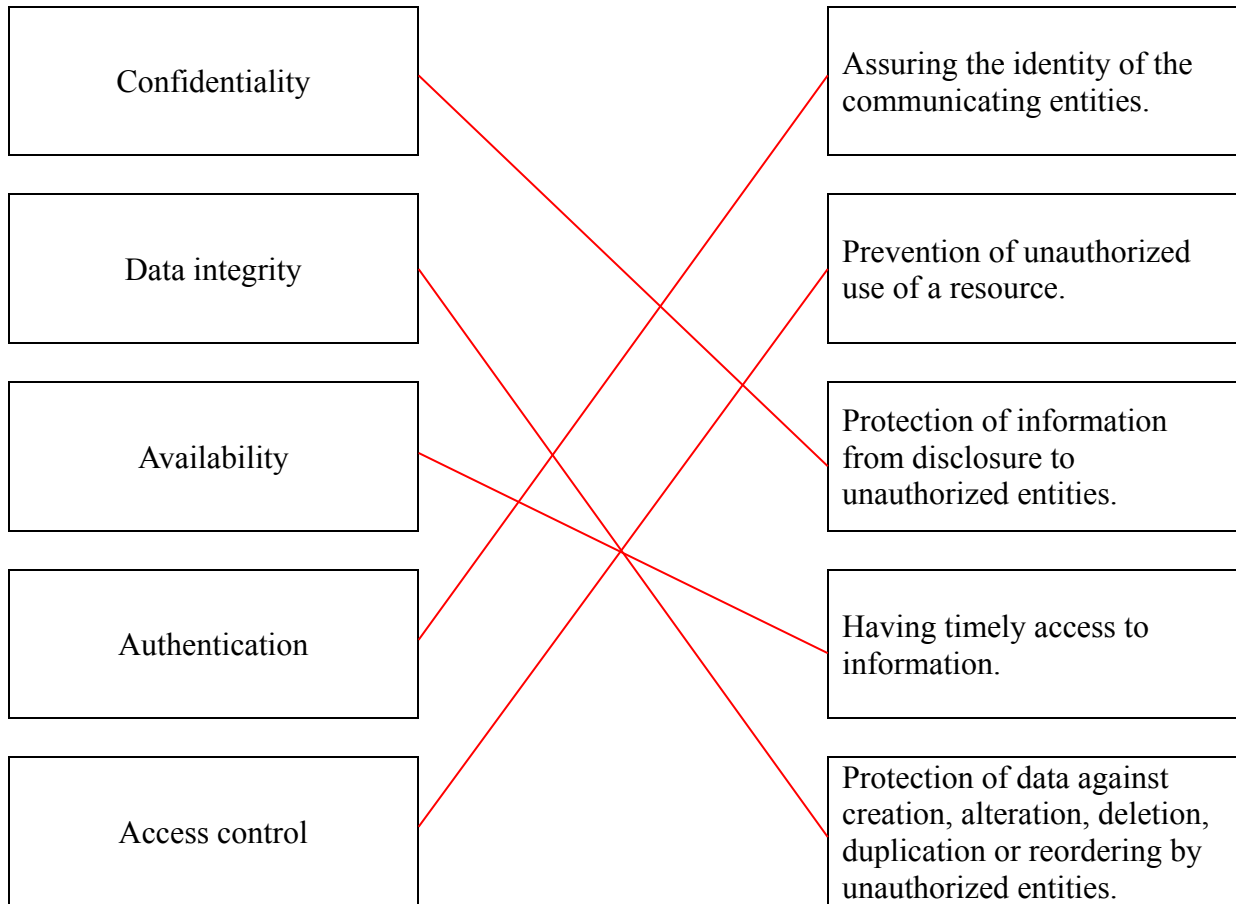 Confidentiality
Assuring the identity of the
communicating entities.
Data integrity
Prevention of unauthorized
use of a resource.
Availability
Protection of information
from disclosure to
unauthorized entities.
Authentication
Having timely access to
information.
Access control
Protection of data against
creation, alteration, deletion,
duplication or reordering by
unauthorized entities.